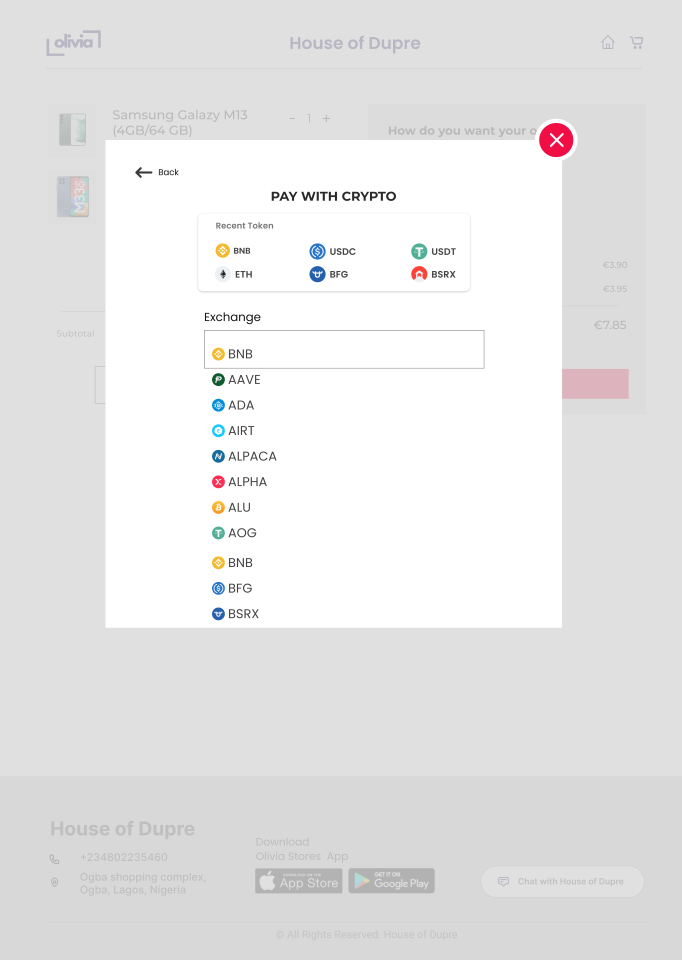 olivia
House of Dupre
Samsung Galazy M13
(4GB/64 GB)
- 1 +
How do you want your o
Back
PAY WITH CRYPTO
Recent Token
BNB USDC USDT
ETH BFG BSRX
€3.90
€3.95
Exchange
Subtotal
€7.85
BNB
AAVE
ADA
AIRT
ALPACA
ALPHA
ALU
AOG
BNB
BFG
BSRX
House of Dupre
+234802235460
Ogba shopping complex,
Ogba, Lagos, Nigeria
Download
Olivia Stores App
Download on the
App Store
GET IT ON
Google Play
Chat with House of Dupre
© All Rights Reserved House of Dupre